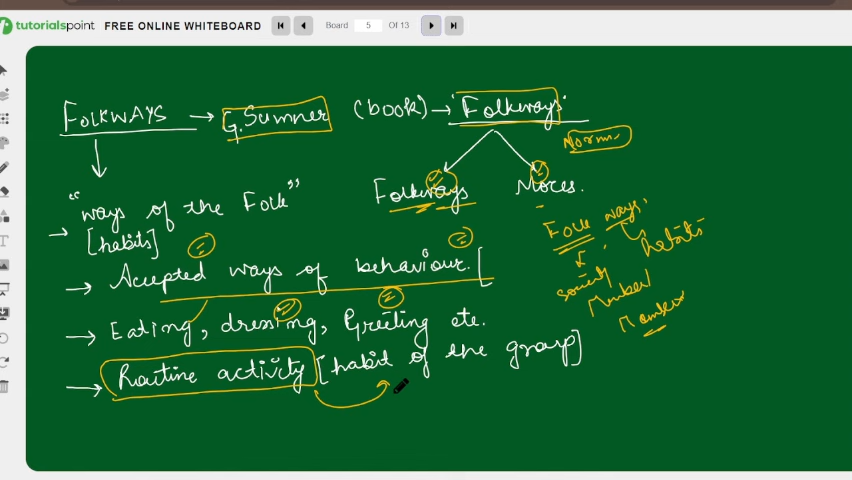 tutorialspoint FREE ONLINE WHITEBOARD Board 5 Of 13
FOLKWAYS → G. Sumner (book) → 'Folkways'
Norms
Folkways Mores.
"ways of the Folk"
→ [habits]
Folk ways.
habits
society
Member
Members
→ Accepted ways of behaviour. [
→ Eating, dressing, Greeting etc.
→ Routine activity [habit of the group]